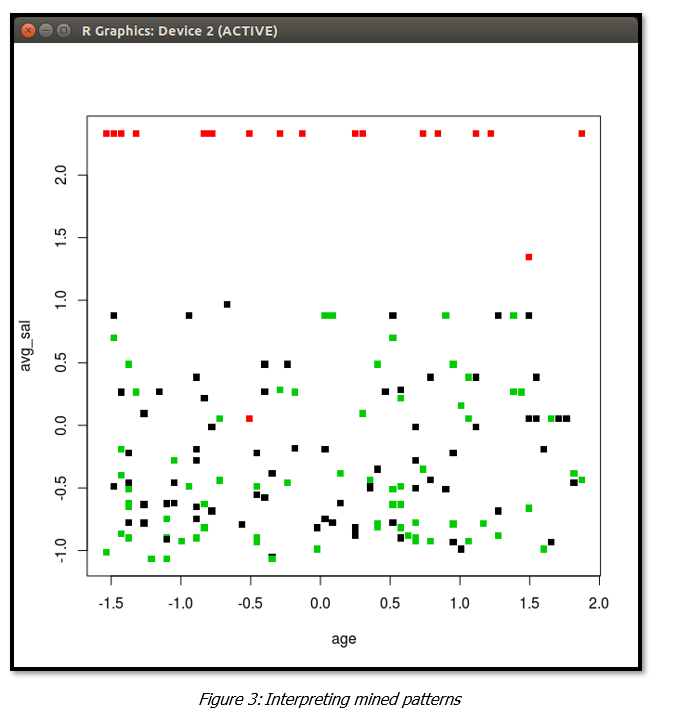 R Graphics: Device 2 (ACTIVE)
2.0
1.5
1.0
0.5
0.0
-0.5
-1.0
avg_sal
-1.5 -1.0 -0.5 0.0 0.5 1.0 1.5 2.0
age
Figure 3: Interpreting mined patterns